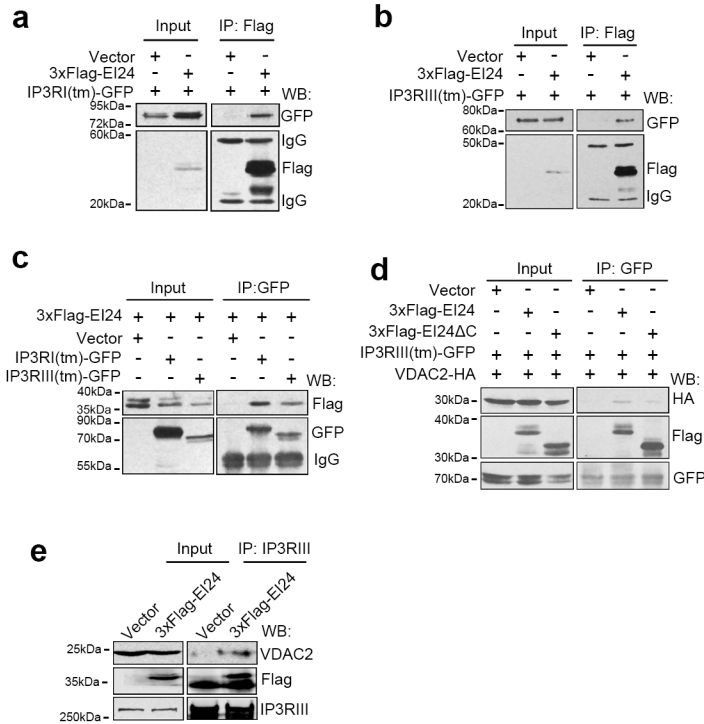 a
Input IP: Flag
Vector + - + -
3xFlag-EI24 - + - +
IP3RI(tm)-GFP + + + + WB:
95kDa
72kDa
GFP
60kDa
IgG
Flag
20kDa
IgG
b
Input IP: Flag
Vector + - + -
3xFlag-EI24 - + - +
IP3RIII(tm)-GFP + + + + WB:
80kDa
60kDa
GFP
50kDa
Flag
IgG
20kDa
c
Input IP:GFP
3xFlag-EI24 + + + + + +
Vector + - - + - -
IP3RI(tm)-GFP - + - - + -
IP3RIII(tm)-GFP - - + - - + WB:
40kDa
35kDa
Flag
90kDa
70kDa
GFP
55kDa
IgG
d
Input IP: GFP
Vector + - - + - -
3xFlag-EI24 - + - - + -
3xFlag-EI24ΔC - - + - - +
IP3RIII(tm)-GFP + + + + + +
VDAC2-HA + + + + + + WB:
30kDa
HA
40kDa
Flag
30kDa
70kDa
GFP
e
Input IP: IP3RIII
Vector 3xFlag-EI24 Vector 3xFlag-EI24 WB:
25kDa
VDAC2
35kDa
Flag
250kDa
IP3RIII